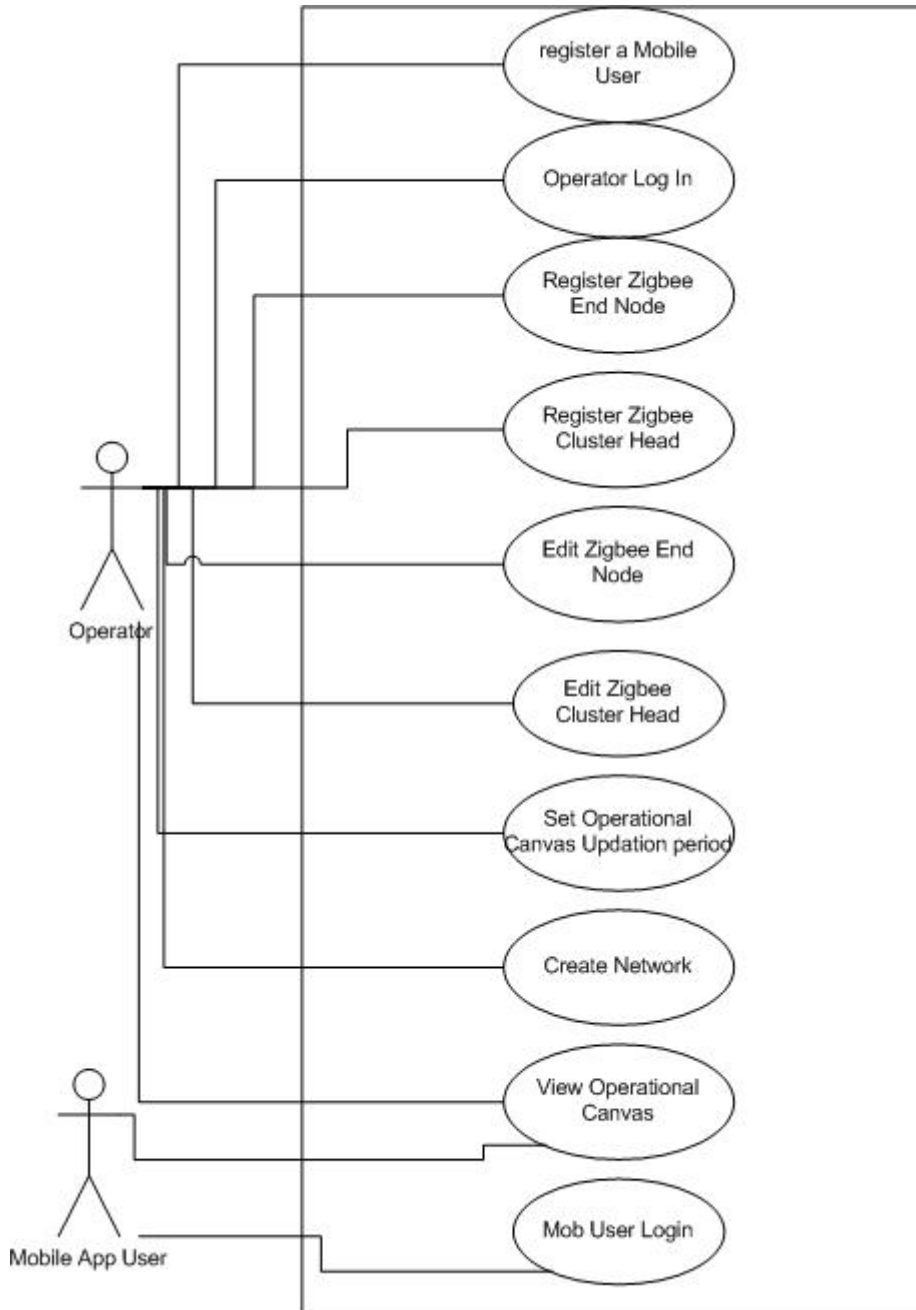 register a Mobile
User
Operator Log In
Register Zigbee
End Node
Register Zigbee
Cluster Head
Operator
Edit Zigbee End
Node
Edit Zigbee
Cluster Head
Set Operational
Canvas Updation period
Create Network
View Operational
Canvas
Mob User Login
Mobile App User